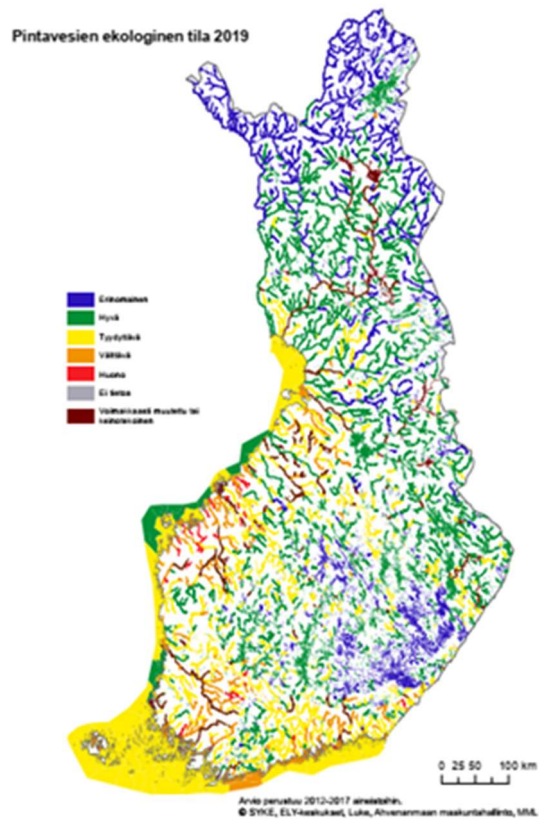 Pintavesien ekologinen tila 2019
Erinomainen
Hyvä
Tyydyttävä
Välttävä
Huono
Ei tietoa
Voimakkaasti muutettu tai
keinotekoinen
0 25 50 100 km
Arvio perustuu 2012-2017 aineistoihin.
© SYKE, ELY-keskukset, Luke, Ahvenanmaan maakuntahallinto, MML